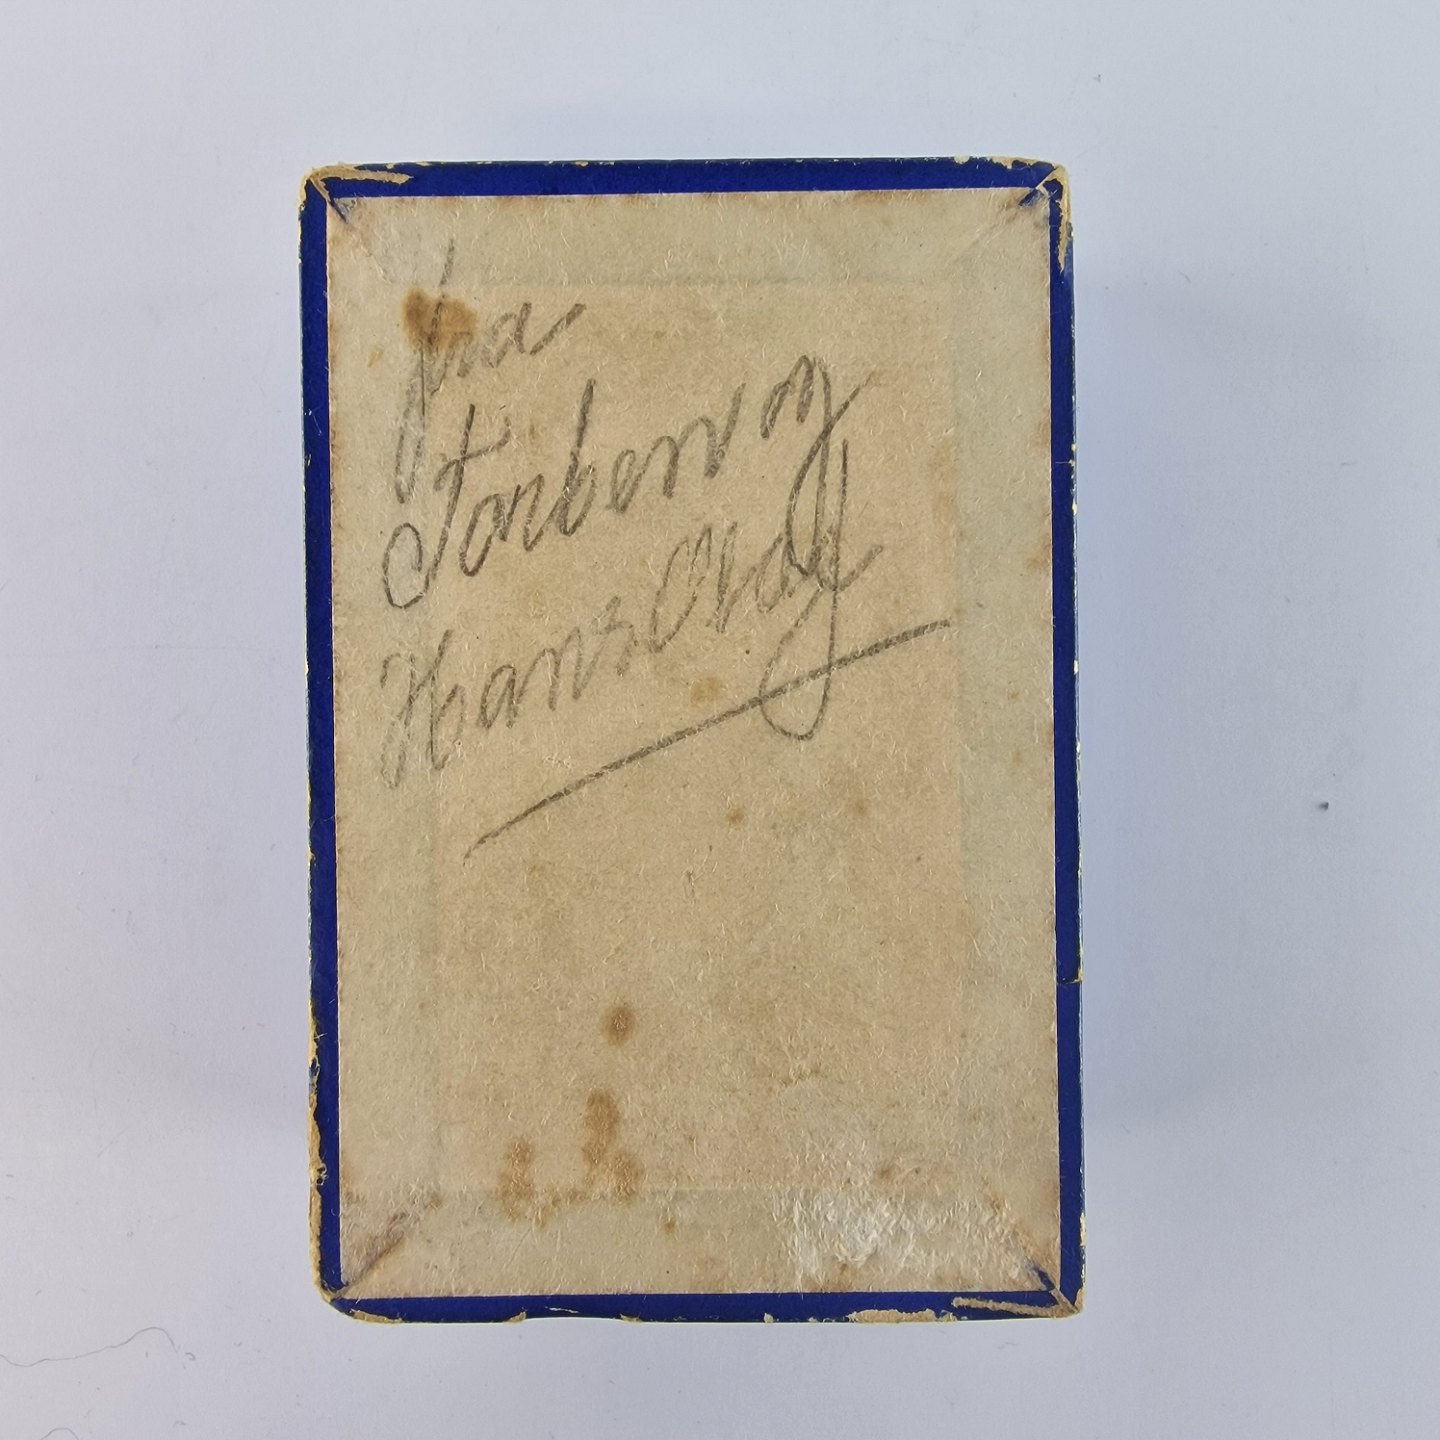 fra
Torben og
Hans Olaf